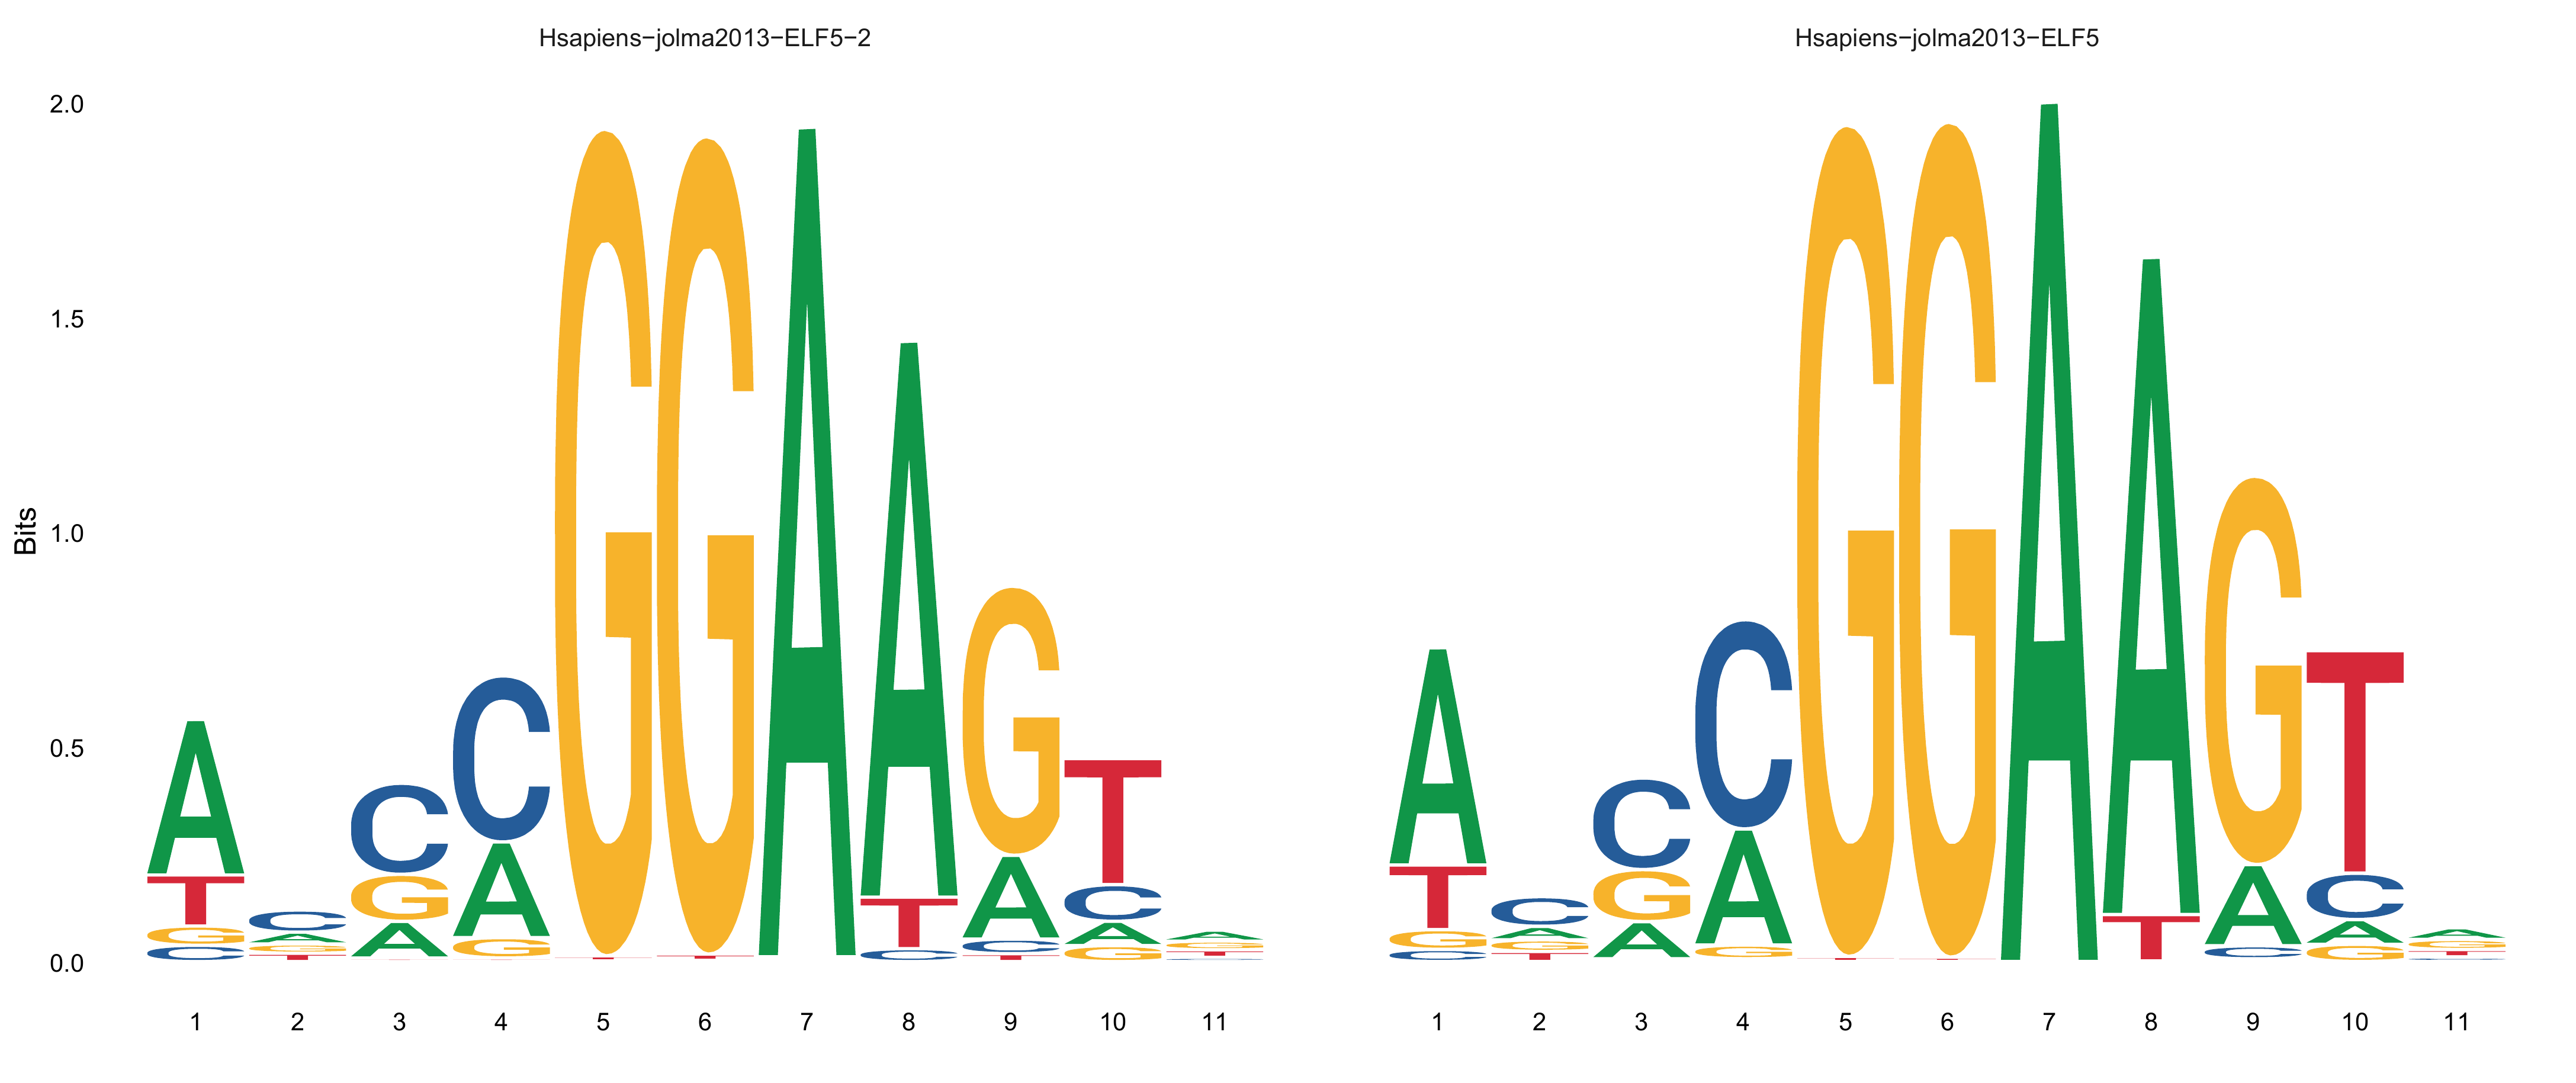 Hsapiens−jolma2013−ELF5−2
Hsapiens−jolma2013−ELF5
2.0
1.5
1.0
0.5
0.0
Bits
A T G C
C A G T
C G A
C A G
G T
G T
A
A T C
G A C T
T C A G
A G T C
A T G C
C A G T
C G A
C A G
G T
G T
A
A T
G A C
T C A G
A G T C
1 2 3 4 5 6 7 8 9 10 11
1 2 3 4 5 6 7 8 9 10 11